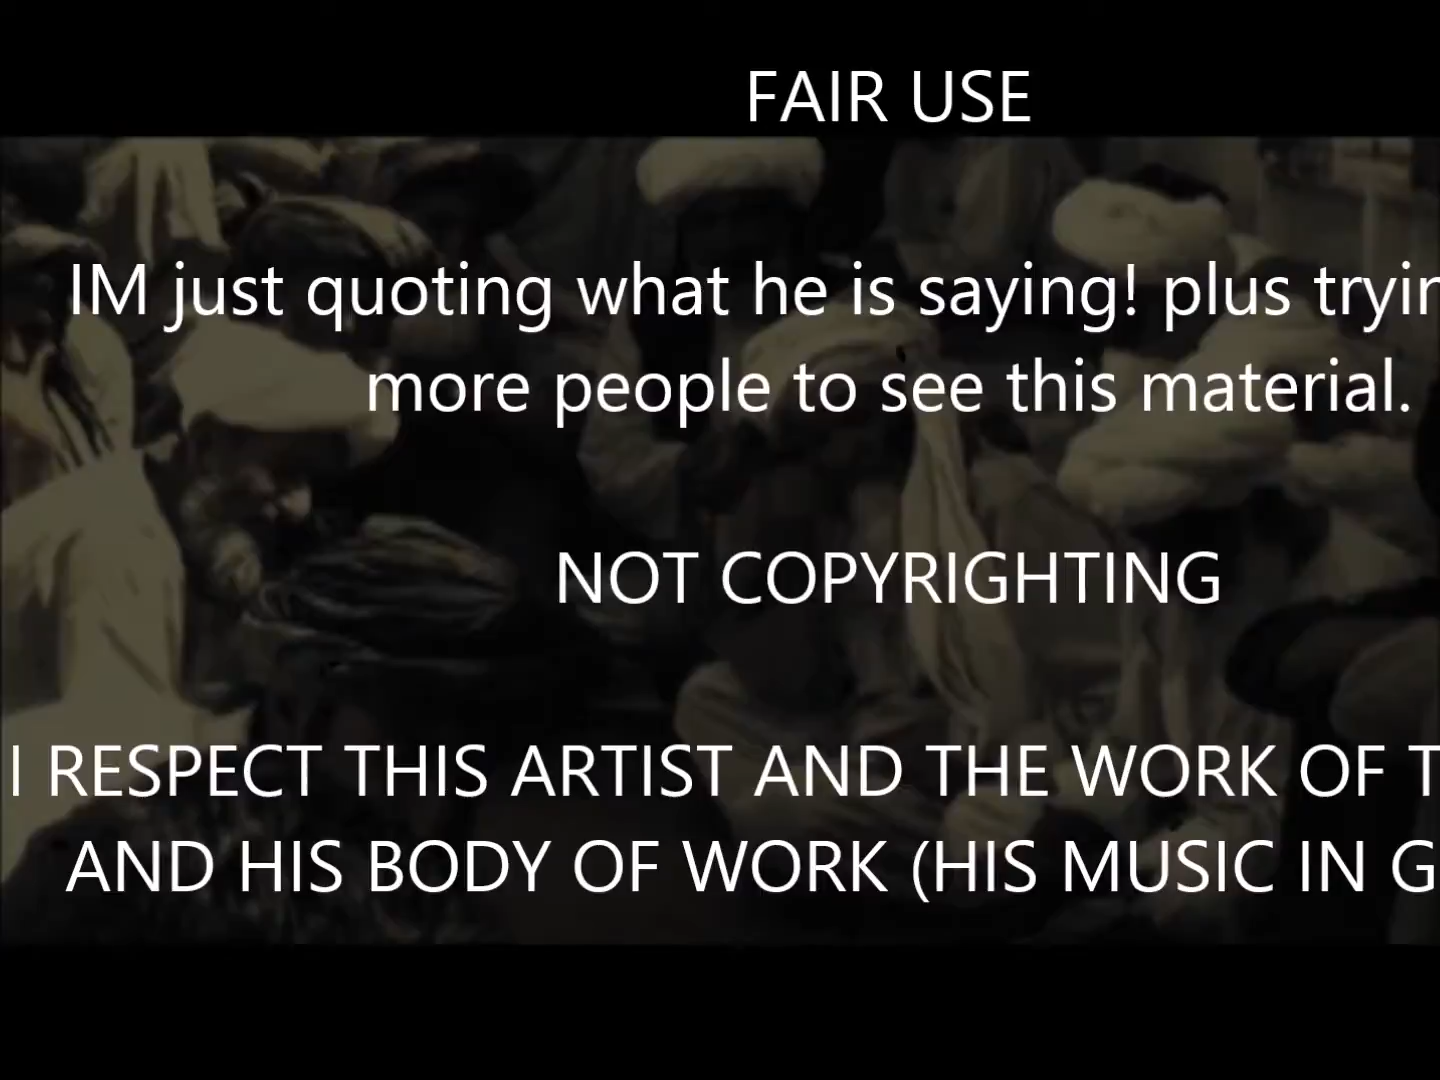 FAIR USE
IM just quoting what he is saying! plus
more people to see this material.
NOT COPYRIGHTING
I RESPECT THIS ARTIST AND THE WORK OF
AND HIS BODY OF WORK (HIS MUSIC IN